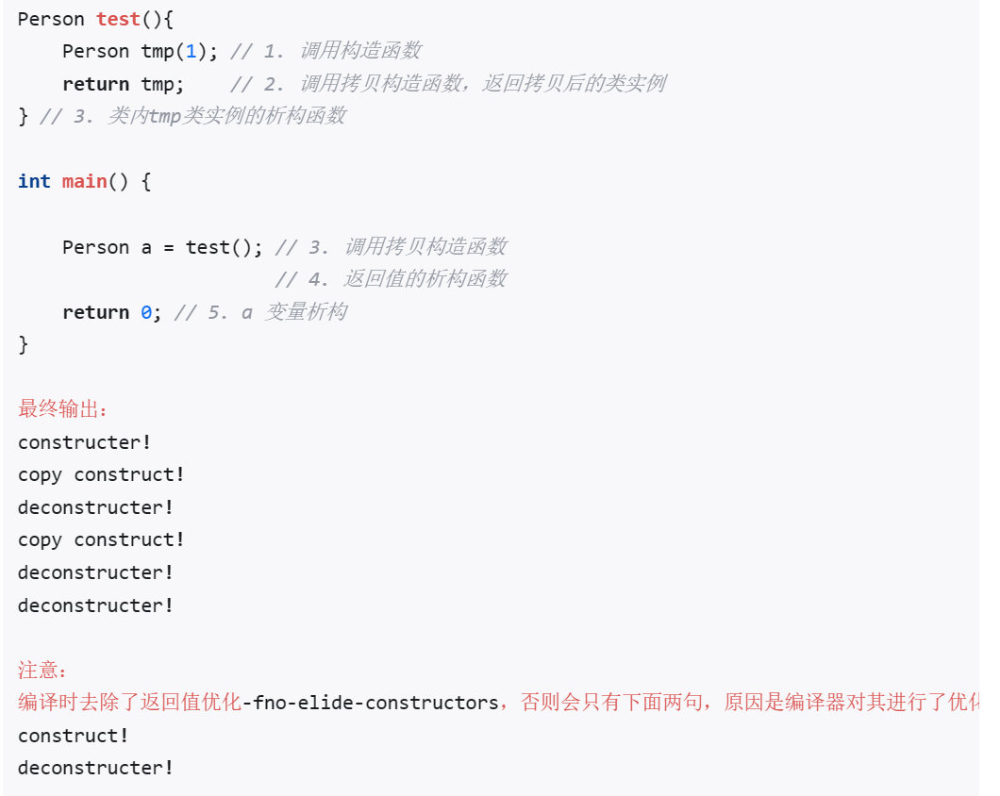 Person test(){
    Person tmp(1); // 1. 调用构造函数
    return tmp;    // 2. 调用拷贝构造函数，返回拷贝后的类实例
} // 3. 类内tmp类实例的析构函数
int main() {
    Person a = test(); // 3. 调用拷贝构造函数
                       // 4. 返回值的析构函数
    return 0; // 5. a 变量析构
}
最终输出：
constructer!
copy construct!
deconstructer!
copy construct!
deconstructer!
deconstructer!
注意：
编译时去除了返回值优化-fno-elide-constructors，否则会只有下面两句，原因是编译器对其进行了优化
construct!
deconstructer!